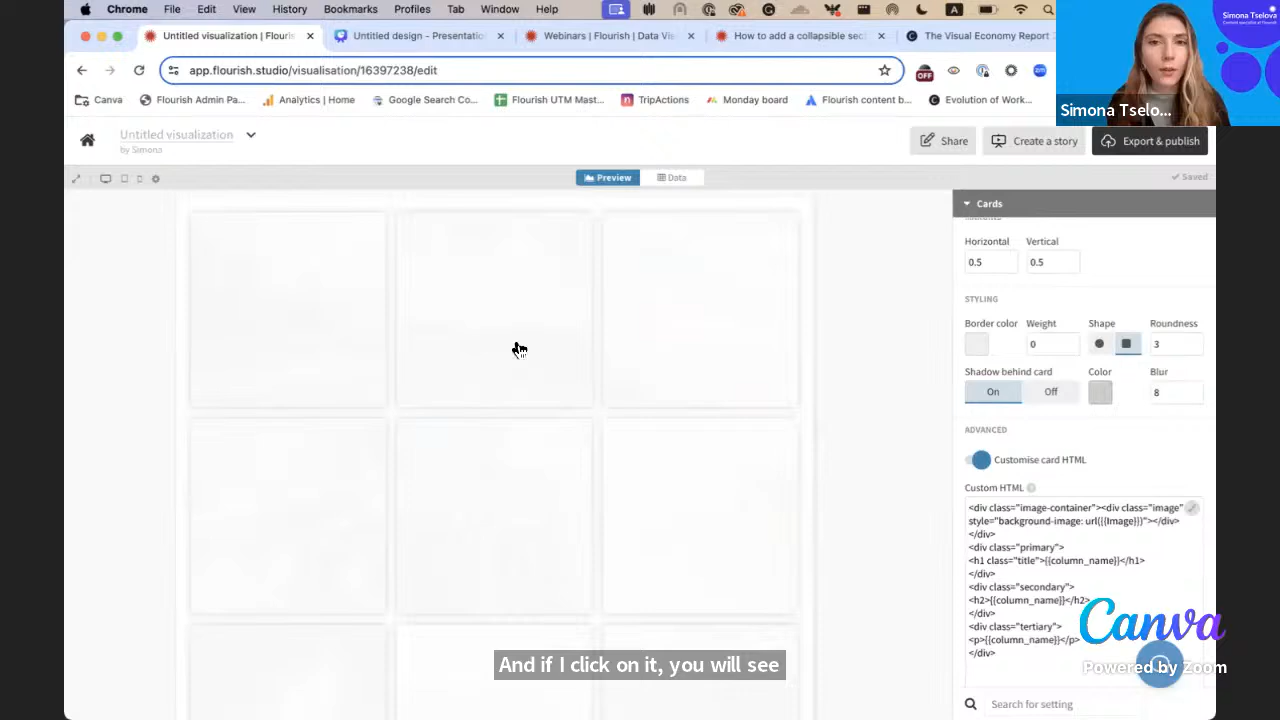 Chrome File Edit View History Bookmarks Profiles Tab Window Help
Simona Tselova
Untitled visualization | Flouris
Untitled design - Presentatio
Webinars | Flourish | Data Vi
How to add a collapsible sec
The Visual Economy Report
app.flourish.studio/visualisation/16397238/edit
OFF
zm
Canva
Flourish Admin Pa...
Analytics | Home
Google Search Co...
Flourish UTM Mast...
TripActions
Monday board
Flourish content b...
Evolution of Work...
Simona Tselo...
Untitled visualization
by Simona
Share
Create a story
Export & publish
Preview
Data
Saved
Cards
Horizontal Vertical
0.5 0.5
STYLING
Border color Weight Shape Roundness
0 3
Shadow behind card Color Blur
On Off 8
ADVANCED
Customise card HTML
Custom HTML
<div class="image-container"><div class="image"
style="background-image: url({{Image}})"></div>
</div>
<div class="primary">
<h1 class="title">{{column_name}}</h1>
</div>
<div class="secondary">
<h2>{{column_name}}</h2>
</div>
<div class="tertiary">
<p>{{column_name}}</p>
</div>
Canva
Powered by Zoom
And if I click on it, you will see
Search for setting